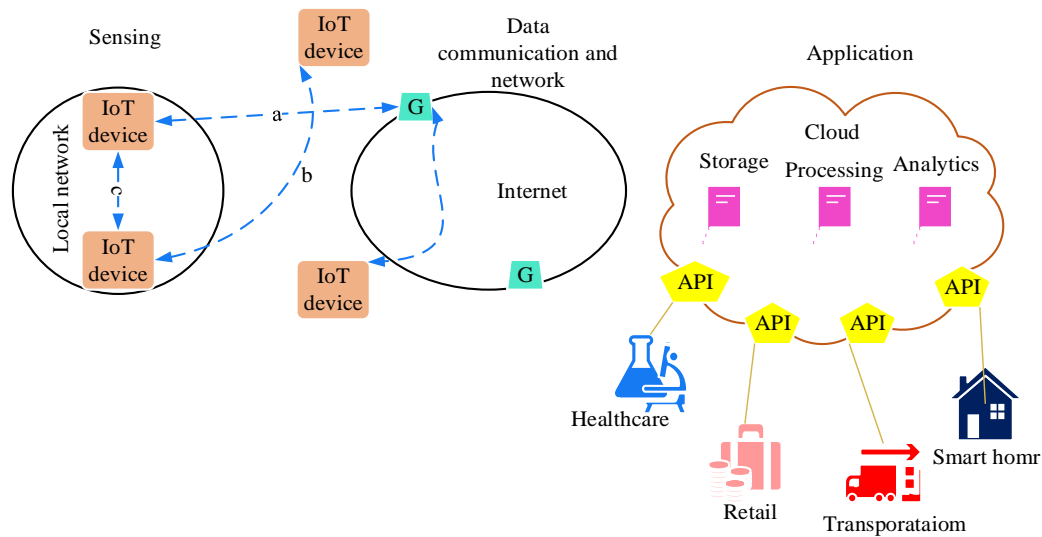 Sensing
IoT
device
Data
communication and
network
Application
IoT
device
G
a
Local network
c
b
Internet
IoT
device
IoT
device
G
Cloud
Storage
Processing
Analytics
API
API
API
API
Healthcare
Retail
Transporataiom
Smart homr